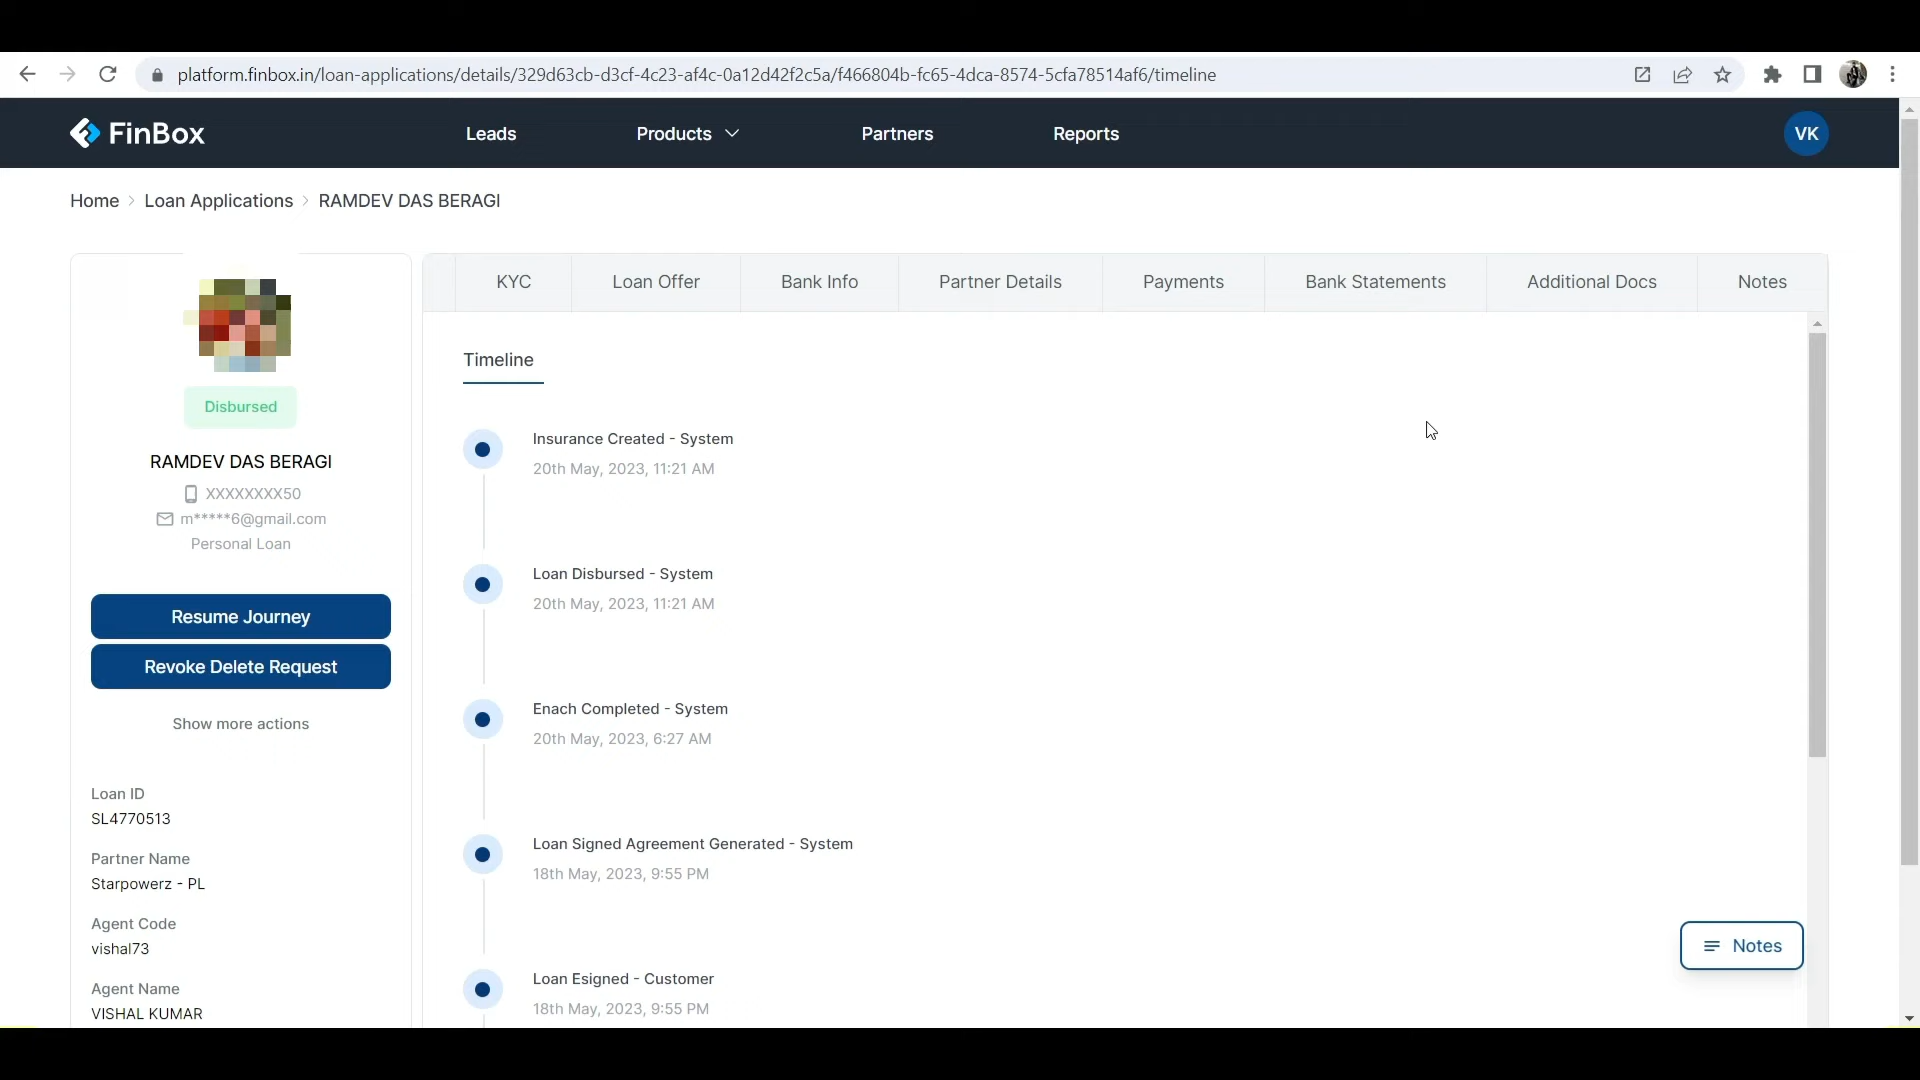 platform.finbox.in/loan-applications/details/329d63cb-d3cf-4c23-af4c-0a12d42f2c5a/f466804b-fc65-4dca-8574-5cfa78514af6/timeline
FinBox
Leads
Products
Partners
Reports
VK
Home > Loan Applications > RAMDEV DAS BERAGI
KYC
Loan Offer
Bank Info
Partner Details
Payments
Bank Statements
Additional Docs
Notes
Disbursed
RAMDEV DAS BERAGI
XXXXXXXX50
m*****6@gmail.com
Personal Loan
Resume Journey
Revoke Delete Request
Show more actions
Loan ID
SL4770513
Partner Name
Starpowerz - PL
Agent Code
vishal73
Agent Name
VISHAL KUMAR
Timeline
Insurance Created - System
20th May, 2023, 11:21 AM
Loan Disbursed - System
20th May, 2023, 11:21 AM
Enach Completed - System
20th May, 2023, 6:27 AM
Loan Signed Agreement Generated - System
18th May, 2023, 9:55 PM
Loan Esigned - Customer
18th May, 2023, 9:55 PM
Notes